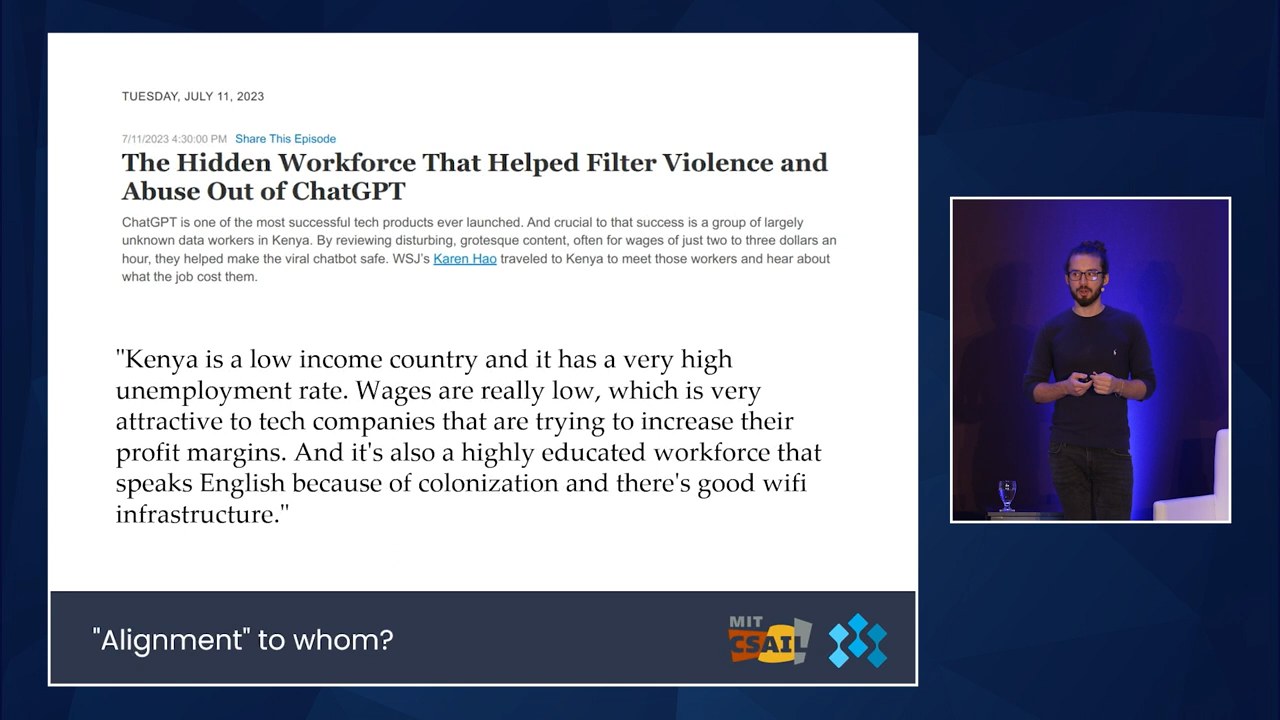 TUESDAY, JULY 11, 2023
7/11/2023 4:30:00 PM Share This Episode
The Hidden Workforce That Helped Filter Violence and
Abuse Out of ChatGPT
ChatGPT is one of the most successful tech products ever launched. And crucial to that success is a group of largely
unknown data workers in Kenya. By reviewing disturbing, grotesque content, often for wages of just two to three dollars an
hour, they helped make the viral chatbot safe. WSJ's Karen Hao traveled to Kenya to meet those workers and hear about
what the job cost them.
"Kenya is a low income country and it has a very high
unemployment rate. Wages are really low, which is very
attractive to tech companies that are trying to increase their
profit margins. And it's also a highly educated workforce that
speaks English because of colonization and there's good wifi
infrastructure."
"Alignment" to whom?
MIT
CSAIL